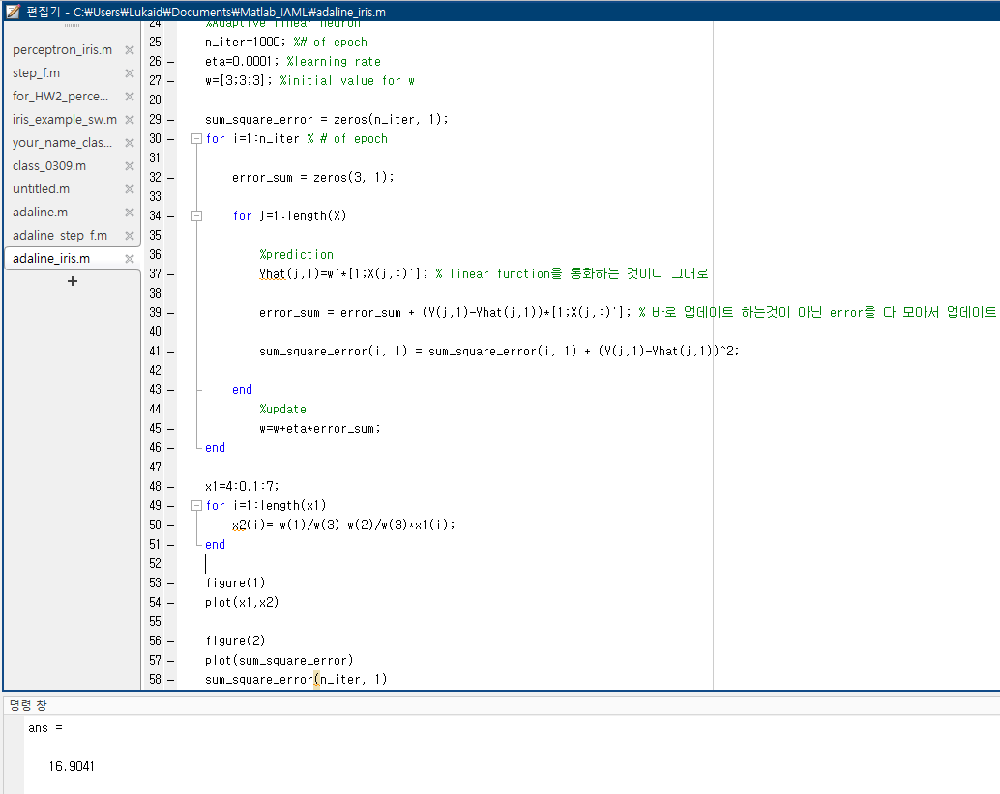 편집기 - C:₩Users₩Lukaid₩Documents₩Matlab_IAML₩adaline_iris.m
perceptron_iris.m
step_f.m
for_HW2_perce...
iris_example_sw.m
your_name_clas...
class_0309.m
untitled.m
adaline.m
adaline_step_f.m
adaline_iris.m
+
24 %Adaptive linear neuron
25 – n_iter=1000; %# of epoch
26 – eta=0.0001; %learning rate
27 – w=[3;3;3]; %initial value for w
28
29 – sum_square_error = zeros(n_iter, 1);
30 – for i=1:n_iter % # of epoch
31
32 – error_sum = zeros(3, 1);
33
34 – for j=1:length(X)
35
36 %prediction
37 – Yhat(j,1)=w'*[1;X(j,:)']; % linear function을 통화하는 것이니 그대로
38
39 – error_sum = error_sum + (Y(j,1)-Yhat(j,1))*[1;X(j,:)']; % 바로 업데이트 하는것이 아닌 error를 다 모아서 업데이트
40
41 – sum_square_error(i, 1) = sum_square_error(i, 1) + (Y(j,1)-Yhat(j,1))^2;
42
43 – end
44 %update
45 – w=w+eta*error_sum;
46 – end
47
48 – x1=4:0.1:7;
49 – for i=1:length(x1)
50 – x2(i)=-w(1)/w(3)-w(2)/w(3)*x1(i);
51 – end
52
53 – figure(1)
54 – plot(x1,x2)
55
56 – figure(2)
57 – plot(sum_square_error)
58 – sum_square_error(n_iter, 1)
명령 창
ans =
16.9041